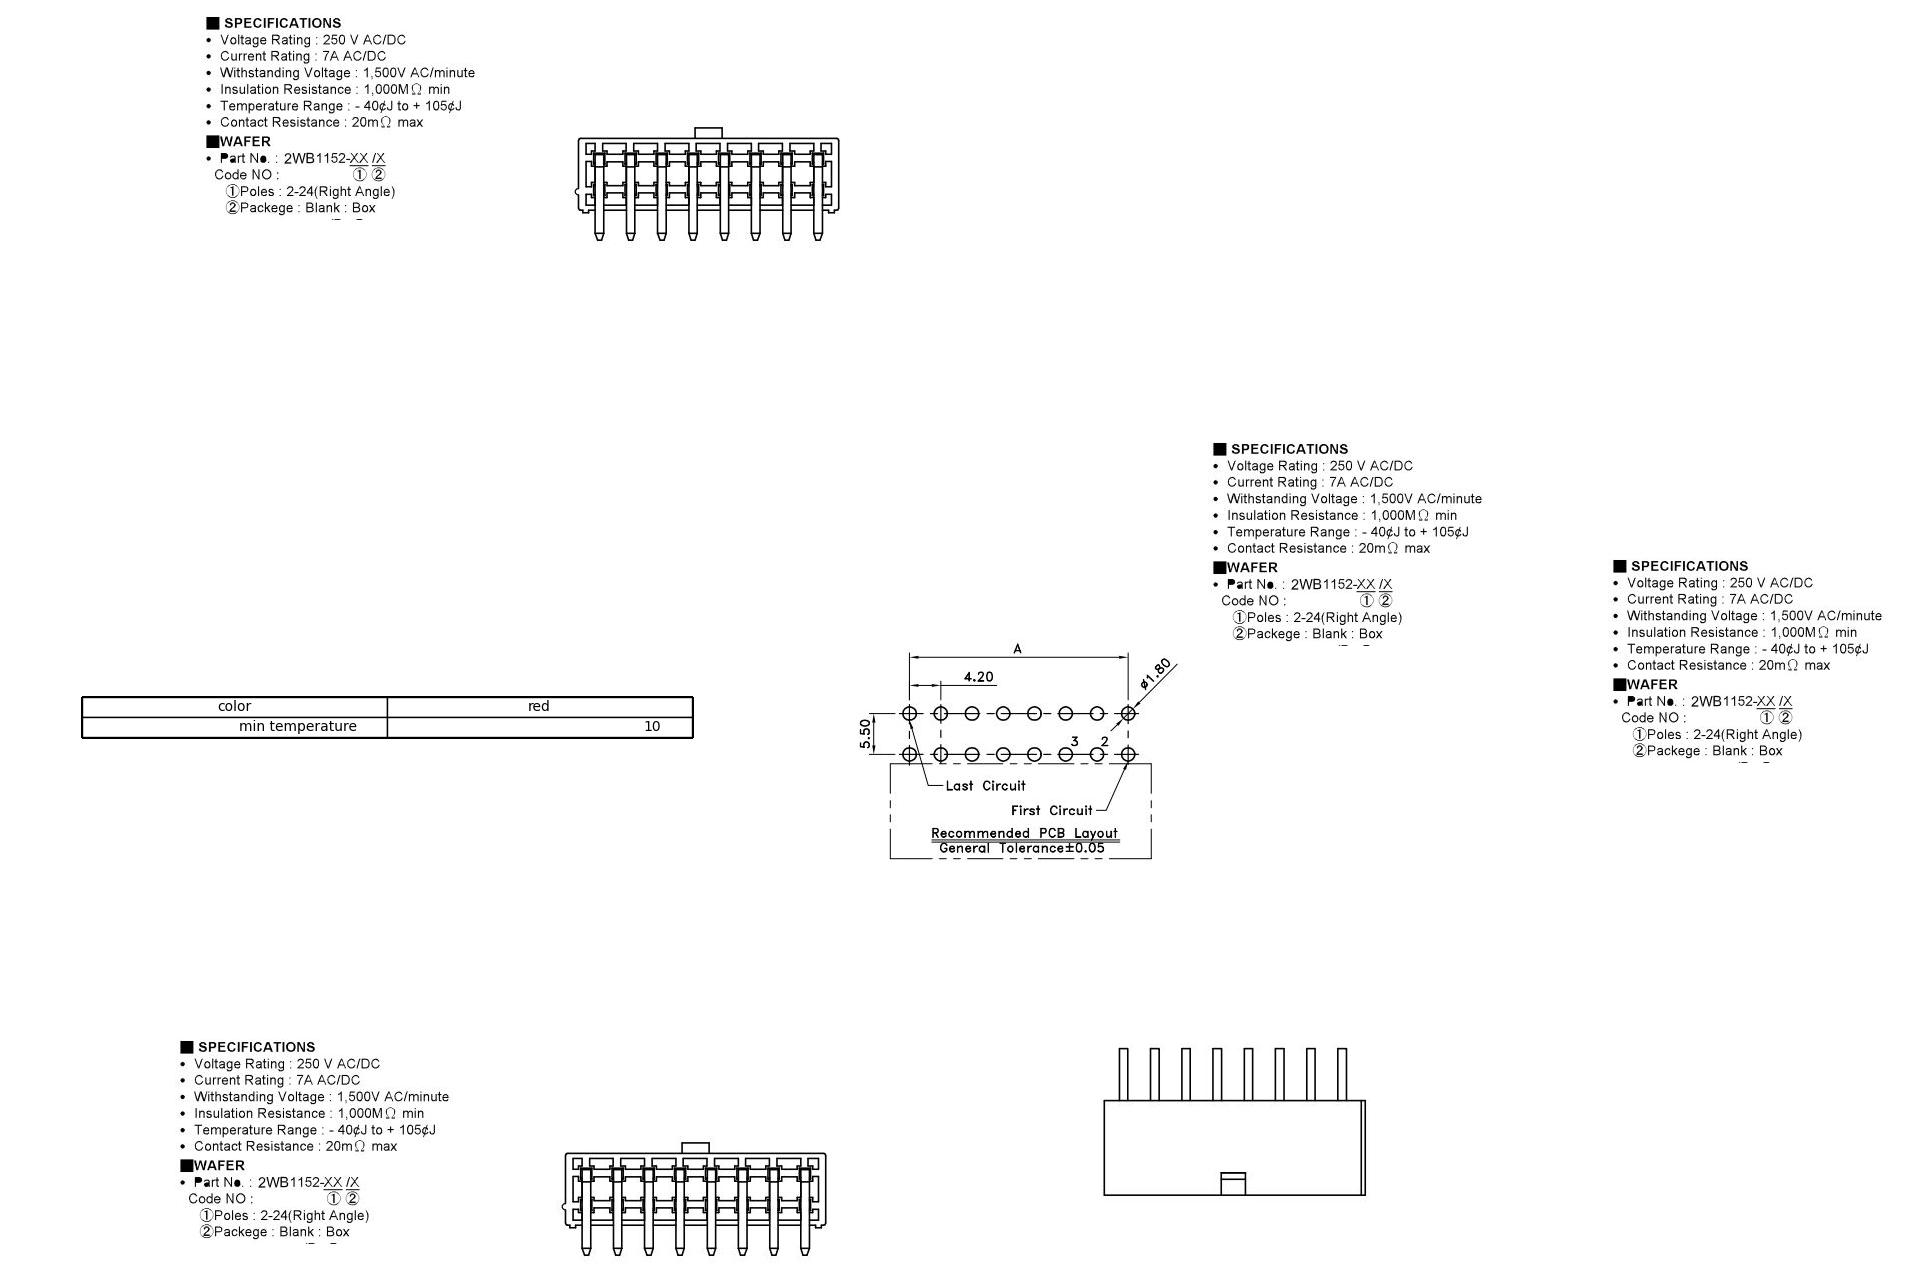 ■ SPECIFICATIONS
• Voltage Rating : 250 V AC/DC
• Current Rating : 7A AC/DC
• Withstanding Voltage : 1,500V AC/minute
• Insulation Resistance : 1,000MΩ min
• Temperature Range : - 40¢J to + 105¢J
• Contact Resistance : 20mΩ max
■WAFER
• Part No. : 2WB1152-XX /X
Code NO : ① ②
①Poles : 2-24(Right Angle)
②Packege : Blank : Box
■ SPECIFICATIONS
• Voltage Rating : 250 V AC/DC
• Current Rating : 7A AC/DC
• Withstanding Voltage : 1,500V AC/minute
• Insulation Resistance : 1,000MΩ min
• Temperature Range : - 40¢J to + 105¢J
• Contact Resistance : 20mΩ max
■WAFER
• Part No. : 2WB1152-XX /X
Code NO : ① ②
①Poles : 2-24(Right Angle)
②Packege : Blank : Box
■ SPECIFICATIONS
• Voltage Rating : 250 V AC/DC
• Current Rating : 7A AC/DC
• Withstanding Voltage : 1,500V AC/minute
• Insulation Resistance : 1,000MΩ min
• Temperature Range : - 40¢J to + 105¢J
• Contact Resistance : 20mΩ max
■WAFER
• Part No. : 2WB1152-XX /X
Code NO : ① ②
①Poles : 2-24(Right Angle)
②Packege : Blank : Box
color red
min temperature 10
A
4.20
ø1.80
5.50
3 2
Last Circuit
First Circuit
Recommended PCB Layout
General Tolerance±0.05
■ SPECIFICATIONS
• Voltage Rating : 250 V AC/DC
• Current Rating : 7A AC/DC
• Withstanding Voltage : 1,500V AC/minute
• Insulation Resistance : 1,000MΩ min
• Temperature Range : - 40¢J to + 105¢J
• Contact Resistance : 20mΩ max
■WAFER
• Part No. : 2WB1152-XX /X
Code NO : ① ②
①Poles : 2-24(Right Angle)
②Packege : Blank : Box